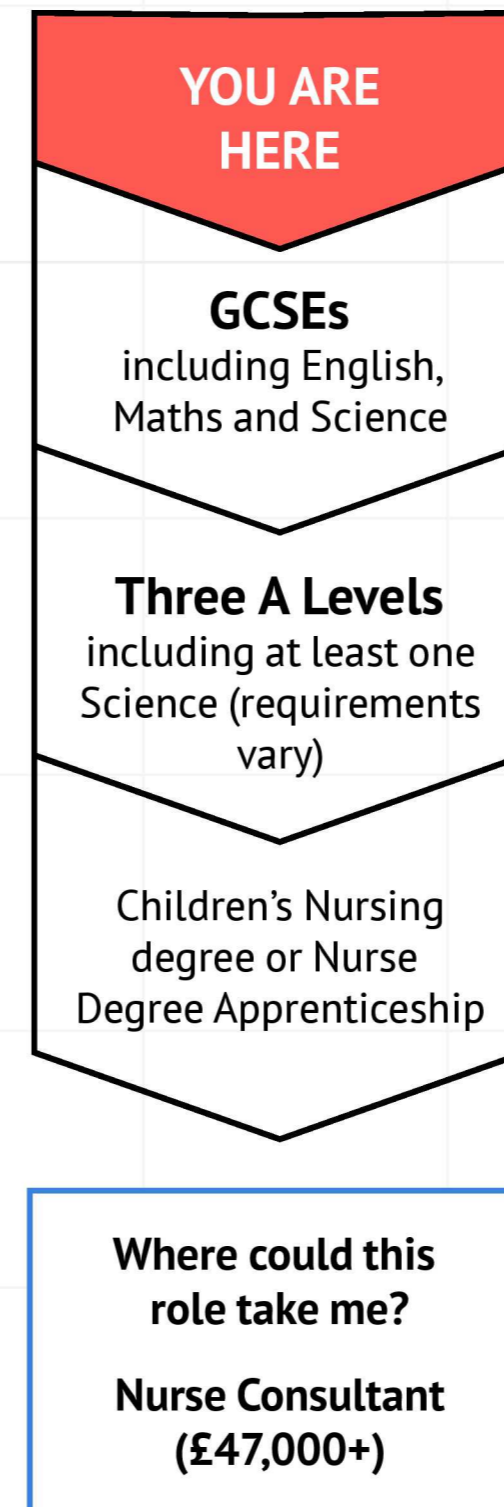 YOU ARE
HERE
GCSEs
including English,
Maths and Science
Three A Levels
including at least one
Science (requirements
vary)
Children’s Nursing
degree or Nurse
Degree Apprenticeship
Where could this
role take me?
Nurse Consultant
(£47,000+)